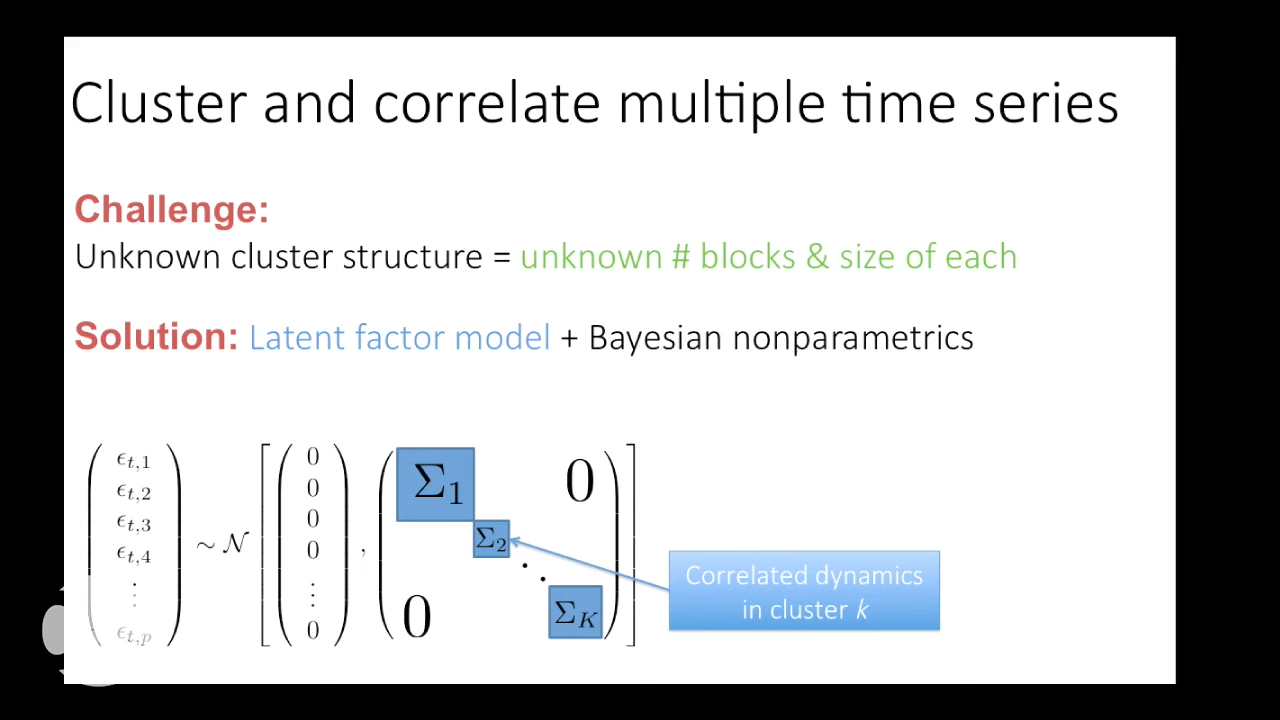 Cluster and correlate multiple time series
Challenge:
Unknown cluster structure = unknown # blocks & size of each
Solution: Latent factor model + Bayesian nonparametrics
ϵt,1
ϵt,2
ϵt,3
ϵt,4
⋮
ϵt,p
∼ N
0
0
0
0
⋮
0
,
Σ1 0
Σ2
⋱
0 ΣK
Correlated dynamics
in cluster k